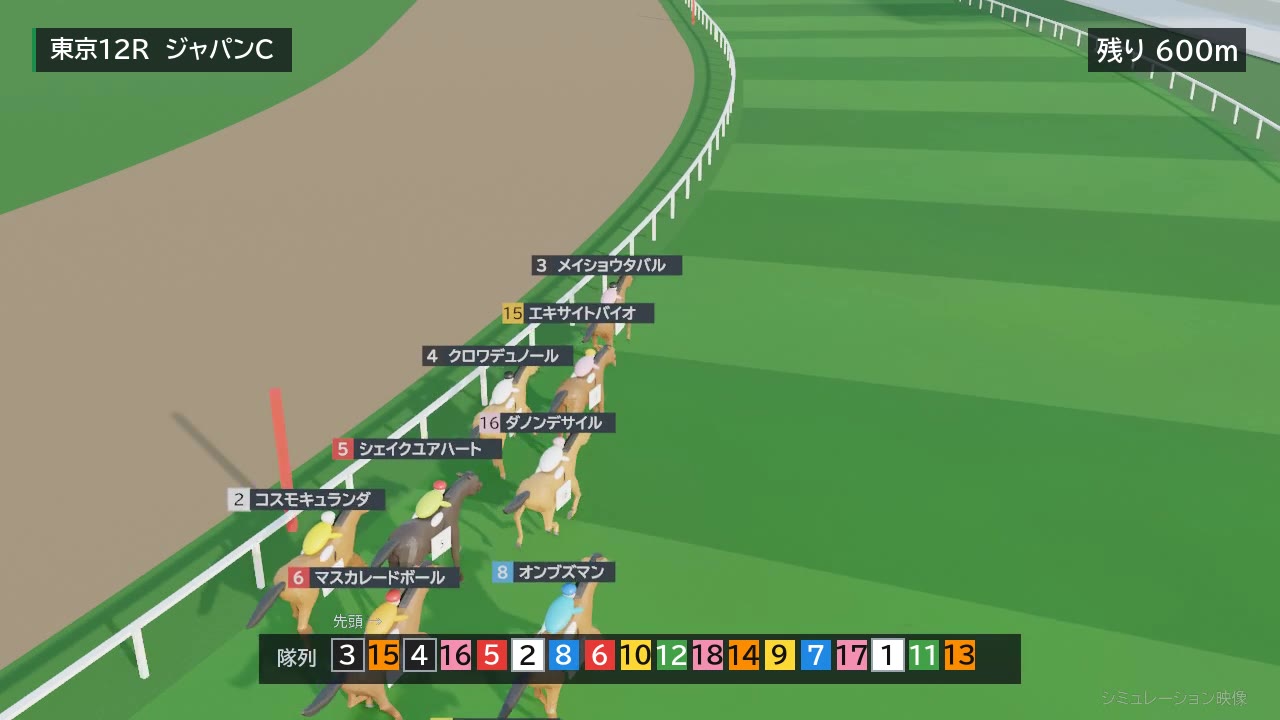 東京12R ジャパンC
残り 600m
3 メイショウタバル
15 エキサイトバイオ
4 クロワデュノール
16 ダノンデサイル
5 シェイクユアハート
2 コスモキュランダ
6 マスカレードボール
8 オンブズマン
先頭 →
隊列 3 15 4 16 5 2 8 6 10 12 18 14 9 7 17 1 11 13
シミュレーション映像